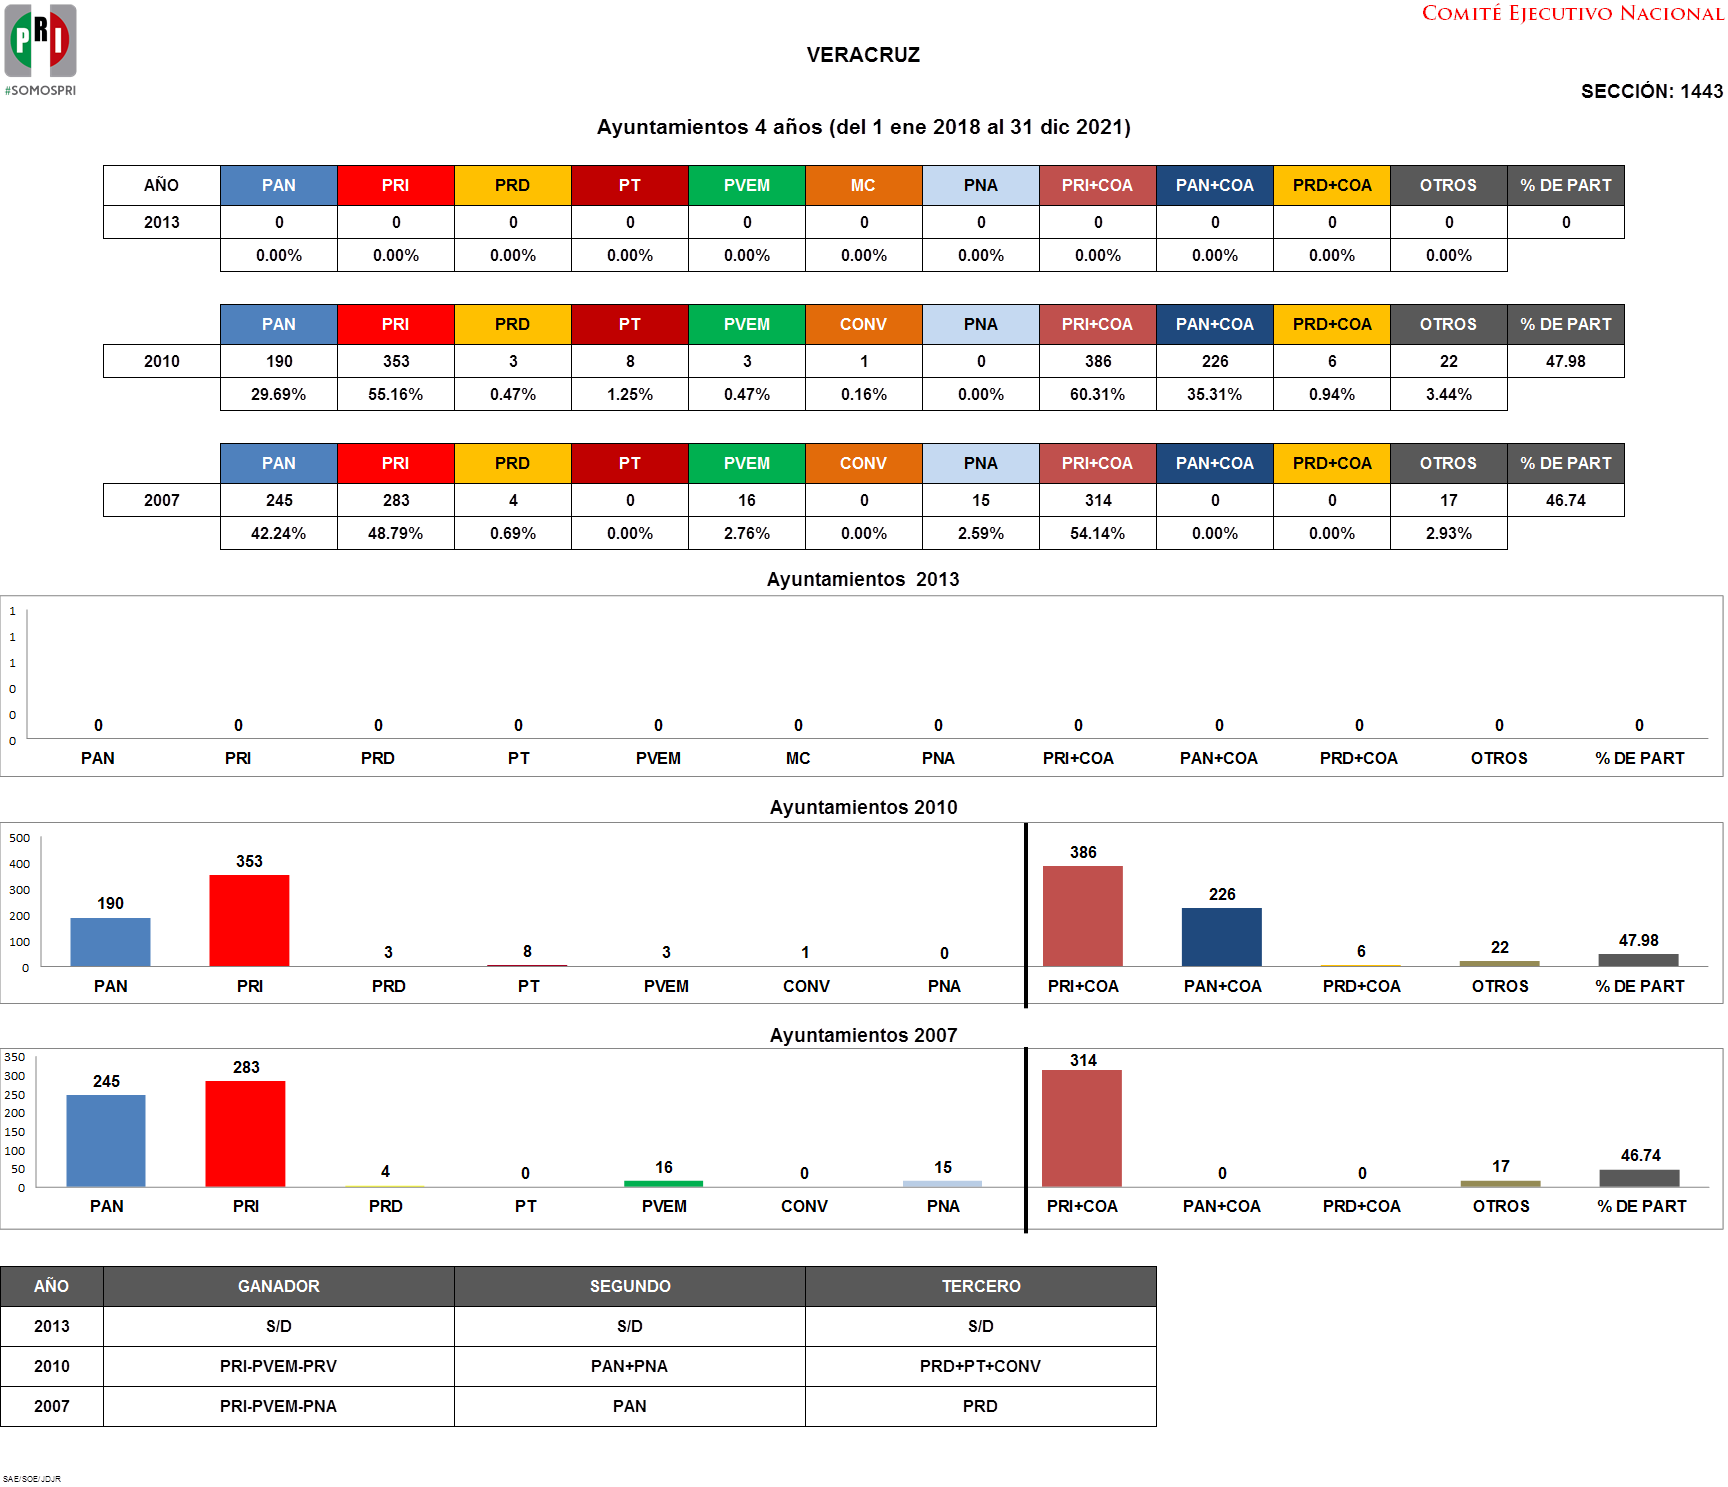 PRI
#SOMOSPRI
COMITÉ EJECUTIVO NACIONAL
VERACRUZ
SECCIÓN: 1443
Ayuntamientos 4 años (del 1 ene 2018 al 31 dic 2021)
AÑO PAN PRI PRD PT PVEM MC PNA PRI+COA PAN+COA PRD+COA OTROS % DE PART
2013 0 0 0 0 0 0 0 0 0 0 0 0
0.00% 0.00% 0.00% 0.00% 0.00% 0.00% 0.00% 0.00% 0.00% 0.00% 0.00%
PAN PRI PRD PT PVEM CONV PNA PRI+COA PAN+COA PRD+COA OTROS % DE PART
2010 190 353 3 8 3 1 0 386 226 6 22 47.98
29.69% 55.16% 0.47% 1.25% 0.47% 0.16% 0.00% 60.31% 35.31% 0.94% 3.44%
PAN PRI PRD PT PVEM CONV PNA PRI+COA PAN+COA PRD+COA OTROS % DE PART
2007 245 283 4 0 16 0 15 314 0 0 17 46.74
42.24% 48.79% 0.69% 0.00% 2.76% 0.00% 2.59% 54.14% 0.00% 0.00% 2.93%
Ayuntamientos 2013
1
1
1
0
0
0
0 0 0 0 0 0 0 0 0 0 0 0
PAN PRI PRD PT PVEM MC PNA PRI+COA PAN+COA PRD+COA OTROS % DE PART
Ayuntamientos 2010
500
400
300
200
100
0
190 353 3 8 3 1 0 386 226 6 22 47.98
PAN PRI PRD PT PVEM CONV PNA PRI+COA PAN+COA PRD+COA OTROS % DE PART
Ayuntamientos 2007
350
300
250
200
150
100
50
0
245 283 4 0 16 0 15 314 0 0 17 46.74
PAN PRI PRD PT PVEM CONV PNA PRI+COA PAN+COA PRD+COA OTROS % DE PART
AÑO GANADOR SEGUNDO TERCERO
2013 S/D S/D S/D
2010 PRI-PVEM-PRV PAN+PNA PRD+PT+CONV
2007 PRI-PVEM-PNA PAN PRD
SAE/SOE/JDJR